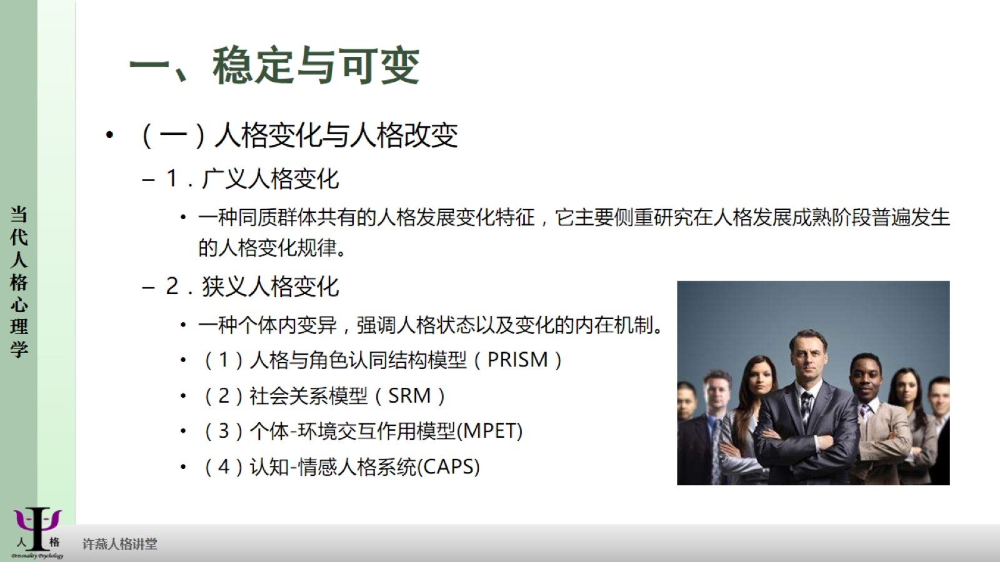 一、稳定与可变
• （一）人格变化与人格改变
– 1．广义人格变化
• 一种同质群体共有的人格发展变化特征，它主要侧重研究在人格发展成熟阶段普遍发生
的人格变化规律。
– 2．狭义人格变化
• 一种个体内变异，强调人格状态以及变化的内在机制。
• （1）人格与角色认同结构模型（PRISM）
• （2）社会关系模型（SRM）
• （3）个体-环境交互作用模型(MPET)
• （4）认知-情感人格系统(CAPS)
当代人格心理学
人格
Personality Psychology
许燕人格讲堂